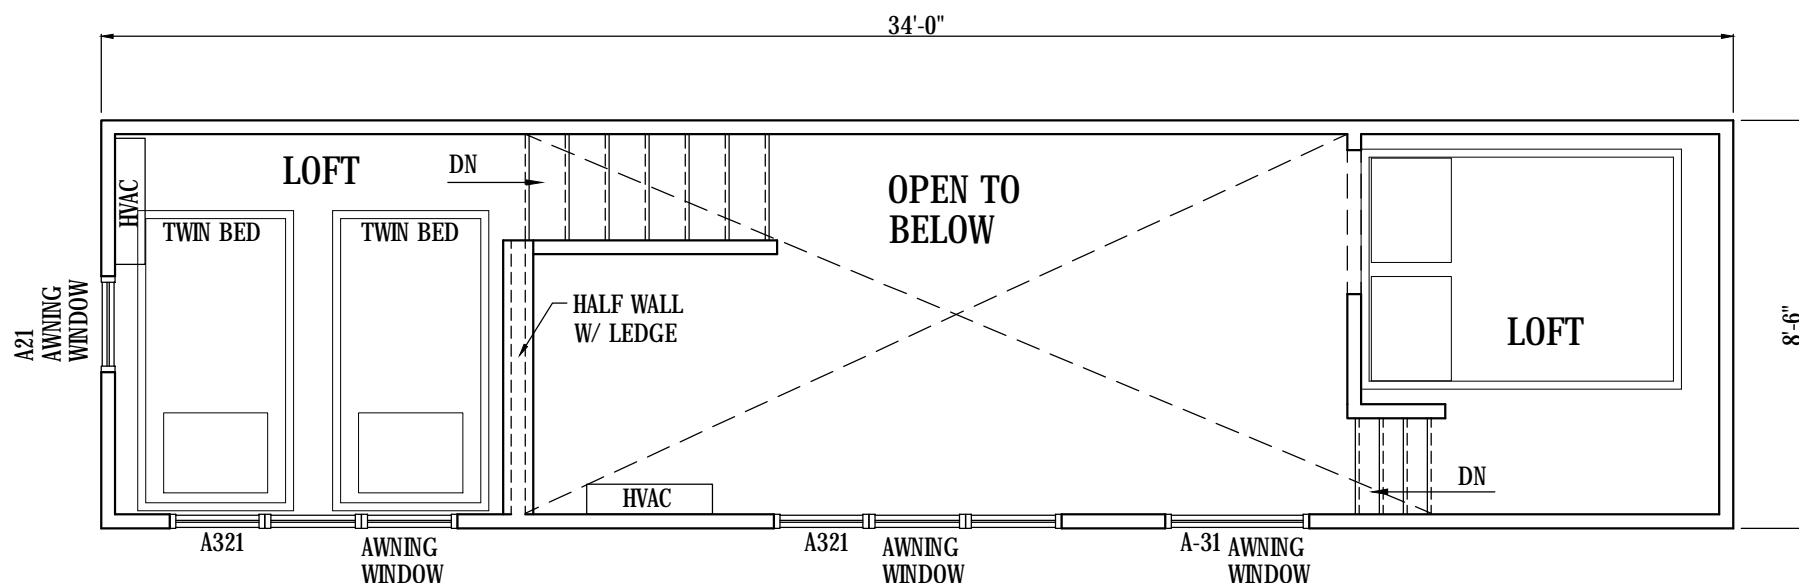 34'-0"
LOFT
DN
OPEN TO
BELOW
HVAC
TWIN BED
TWIN BED
A21
AWNING
WINDOW
HALF WALL
W/ LEDGE
LOFT
8'-6"
DN
HVAC
A321
AWNING
WINDOW
A321
AWNING
WINDOW
A-31
AWNING
WINDOW